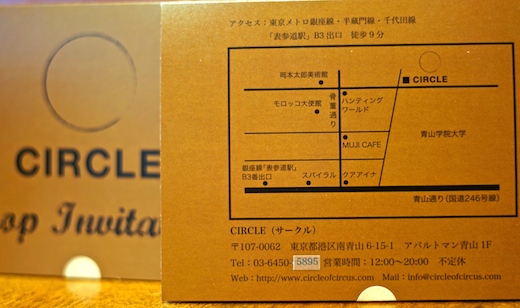 アクセス：東京メトロ銀座線・半蔵門線・千代田線
「表参道駅」B3出口 徒歩9分
岡本太郎美術館
CIRCLE
モロッコ大使館
骨董通り
ハンティング
ワールド
MUJI CAFE
青山学院大学
銀座線「表参道駅」
B3番出口
スパイラル
クアアイナ
青山通り（国道246号線）
CIRCLE（サークル）
〒107-0062 東京都港区南青山 6-15-1 アパルトマン青山 1F
Tel：03-6450-5895 営業時間：12:00〜20:00 不定休
Web：http://www.circleofcircus.com Mail：info@circleofcircus.com
CIRCLE
op Invita